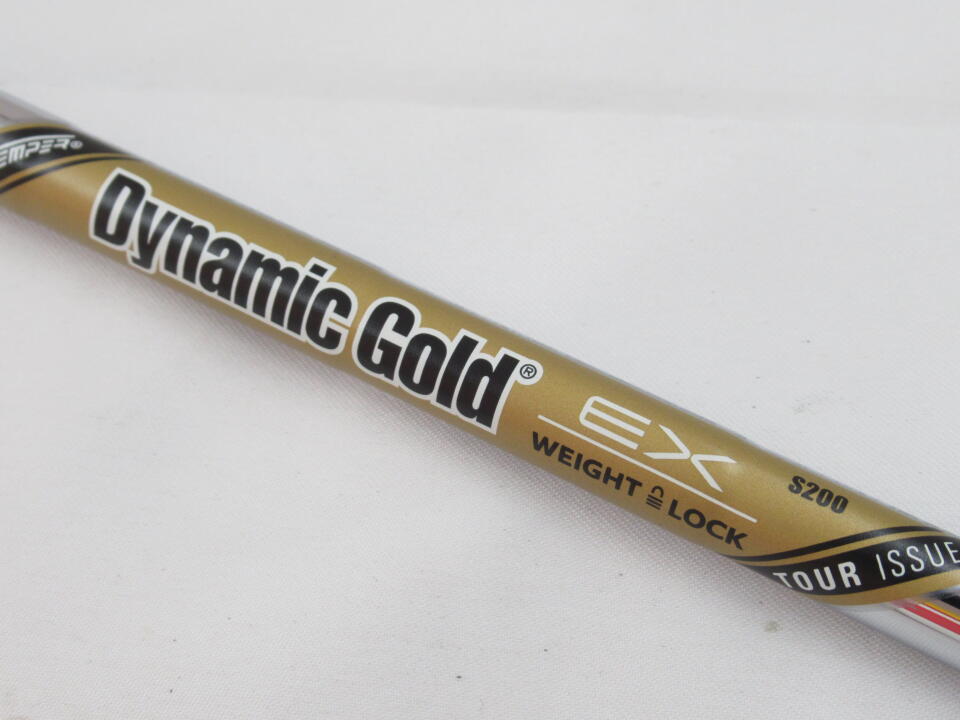 Dynamic Gold®
EX
WEIGHT LOCK
S200
TOUR ISSUE